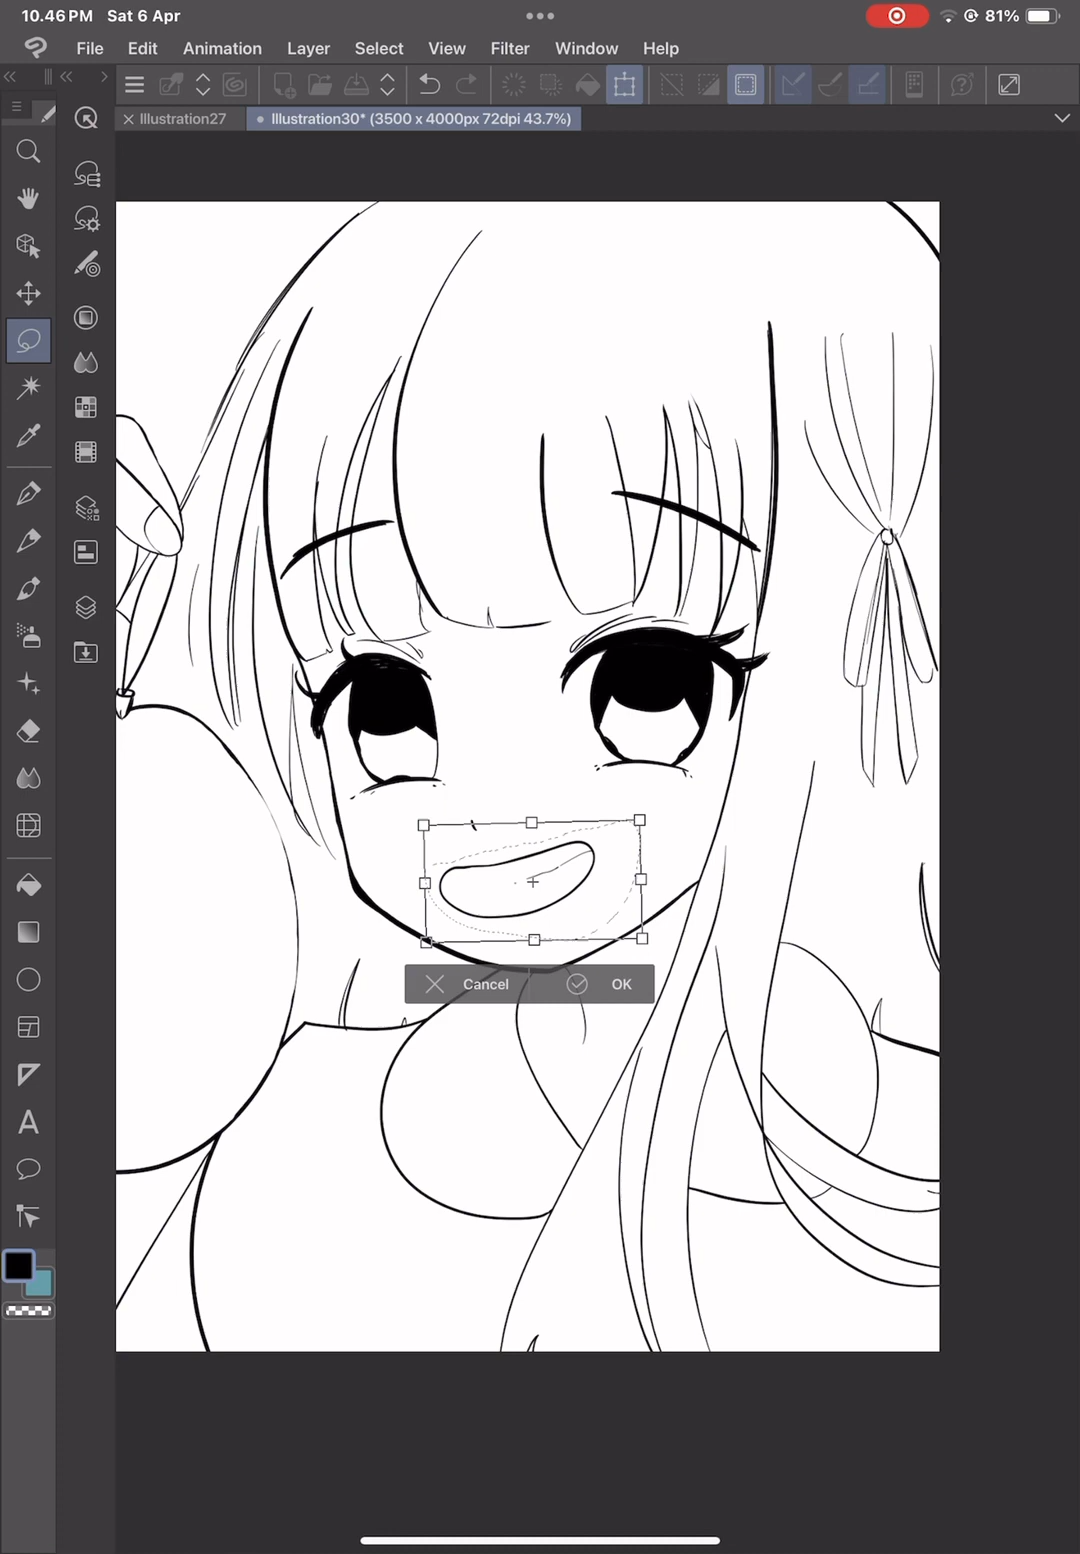 10.46 PM Sat 6 Apr 81%
File Edit Animation Layer Select View Filter Window Help
Illustration27 Illustration30* (3500 x 4000px 72dpi 43.7%)
Cancel OK